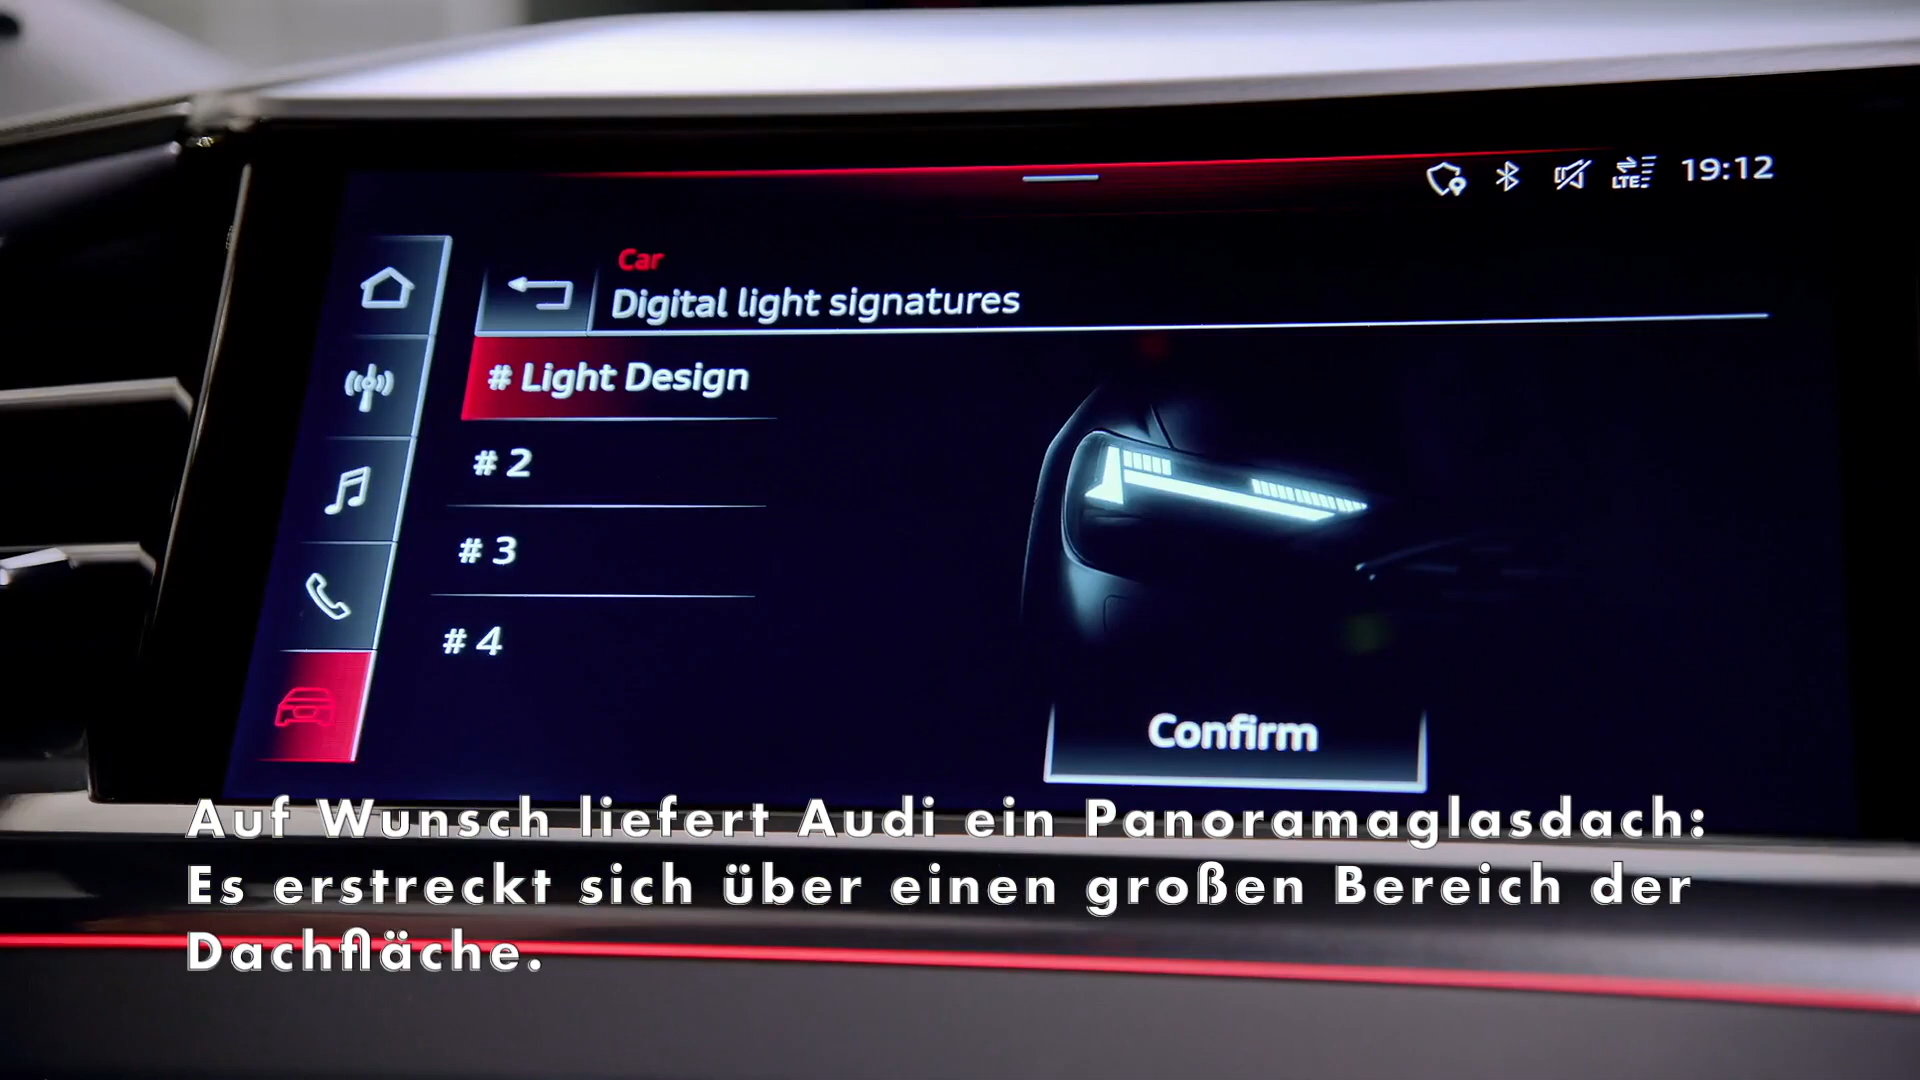 LTE 19:12
Car
Digital light signatures
# Light Design
# 2
# 3
# 4
Confirm
Auf Wunsch liefert Audi ein Panoramaglasdach:
Es erstreckt sich über einen großen Bereich der
Dachfläche.